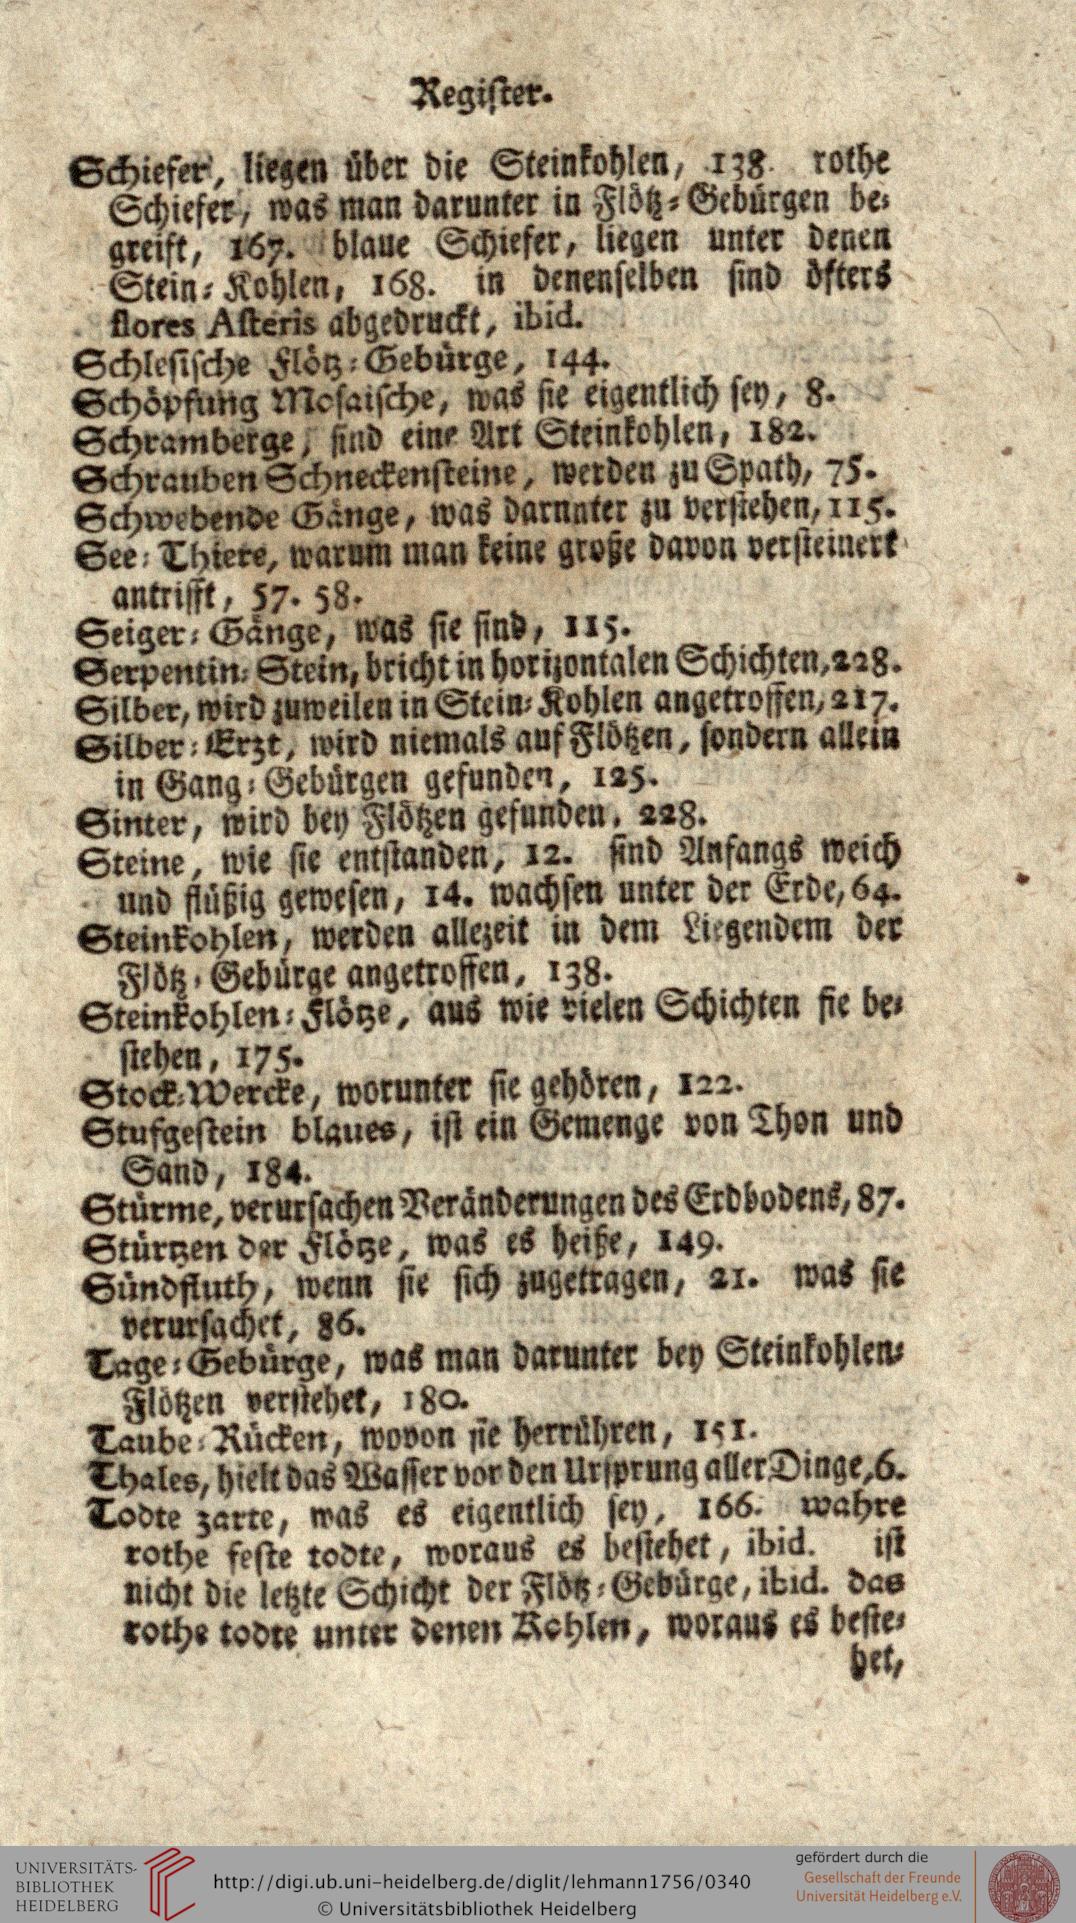 Register.
Schiefer, liegen über die Steinkohlen, 138. rothe
Schiefer, was man darunter in Flötz-Gebürgen be-
greift, 167. blaue Schiefer, liegen unter denen
Stein-Kohlen, 168. in denenselben sind öfters
flores Asteris abgedruckt, ibid.
Schlesische Flötz-Gebürge, 144.
Schöpfung Mosaische, was sie eigentlich sey, 8.
Schramberge, sind eine Art Steinkohlen, 182.
Schrauben Schneckensteine, werden zu Spath, 75.
Schwebende Gänge, was darunter zu verstehen, 115.
See-Thiere, warum man keine große davon versteinert
antrifft, 57. 58.
Seiger-Gänge, was sie sind, 115.
Serpentin-Stein, bricht in horizontalen Schichten, 228.
Silber, wird zuweilen in Stein-Kohlen angetroffen, 217.
Silber-Erzt, wird niemals auf Flötzen, sondern allein
in Gang-Gebürgen gefunden, 125.
Sinter, wird bey Flötzen gefunden, 228.
Steine, wie sie entstanden, 12. sind Anfangs weich
und flüßig gewesen, 14. wachsen unter der Erde, 64.
Steinkohlen, werden allezeit in dem Liegendem der
Flötz-Gebürge angetroffen, 138.
Steinkohlen-Flötze, aus wie vielen Schichten sie be-
stehen, 175.
Stock-Wercke, worunter sie gehören, 122.
Stufgestein blaues, ist ein Gemenge von Thon und
Sand, 184.
Stürme, verursachen Veränderungen des Erdbodens, 87.
Stürtzen der Flötze, was es heiße, 149.
Sündfluth, wenn sie sich zugetragen, 21. was sie
verursachet, 86.
Tage-Gebürge, was man darunter bey Steinkohlen-
Flötzen verstehet, 180.
Taube-Rücken, wovon sie herrühren, 151.
Thales, hielt das Wasser vor den Ursprung aller Dinge, 6.
Todte zarte, was es eigentlich sey, 166. wahre
rothe feste todte, woraus es bestehet, ibid. ist
nicht die letzte Schicht der Flötz-Gebürge, ibid. das
rothe todte unter denen Kohlen, woraus es beste-
het,
UNIVERSITÄTS-
BIBLIOTHEK
HEIDELBERG
http://digi.ub.uni-heidelberg.de/diglit/lehmann1756/0340
© Universitätsbibliothek Heidelberg
gefördert durch die
Gesellschaft der Freunde
Universität Heidelberg e.V.